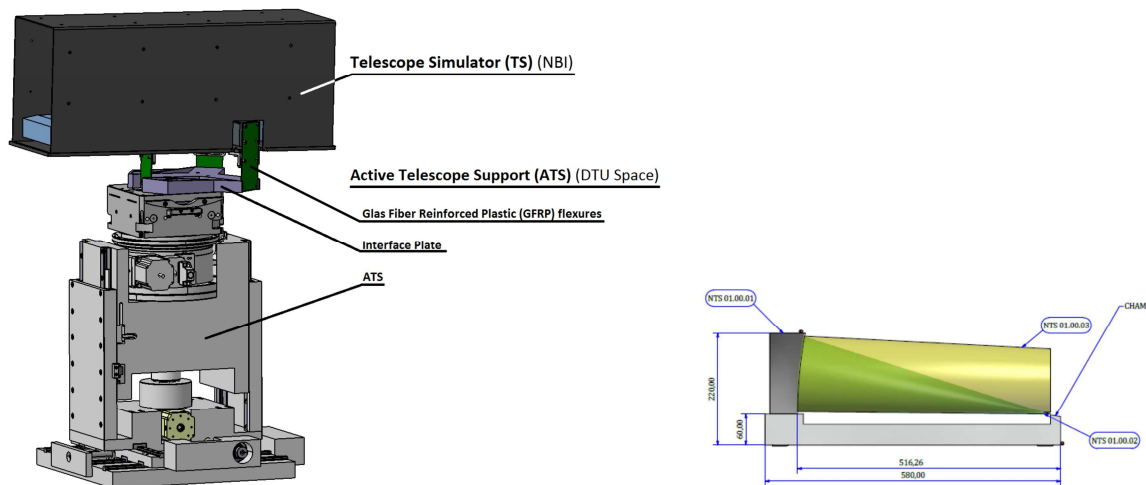 Telescope Simulator (TS) (NBI)
Active Telescope Support (ATS) (DTU Space)
Glas Fiber Reinforced Plastic (GFRP) flexures
Interface Plate
ATS
NTS 01.00.01
CHAM
NTS 01.00.03
220,00
60,00
NTS 01.00.02
516,26
580,00